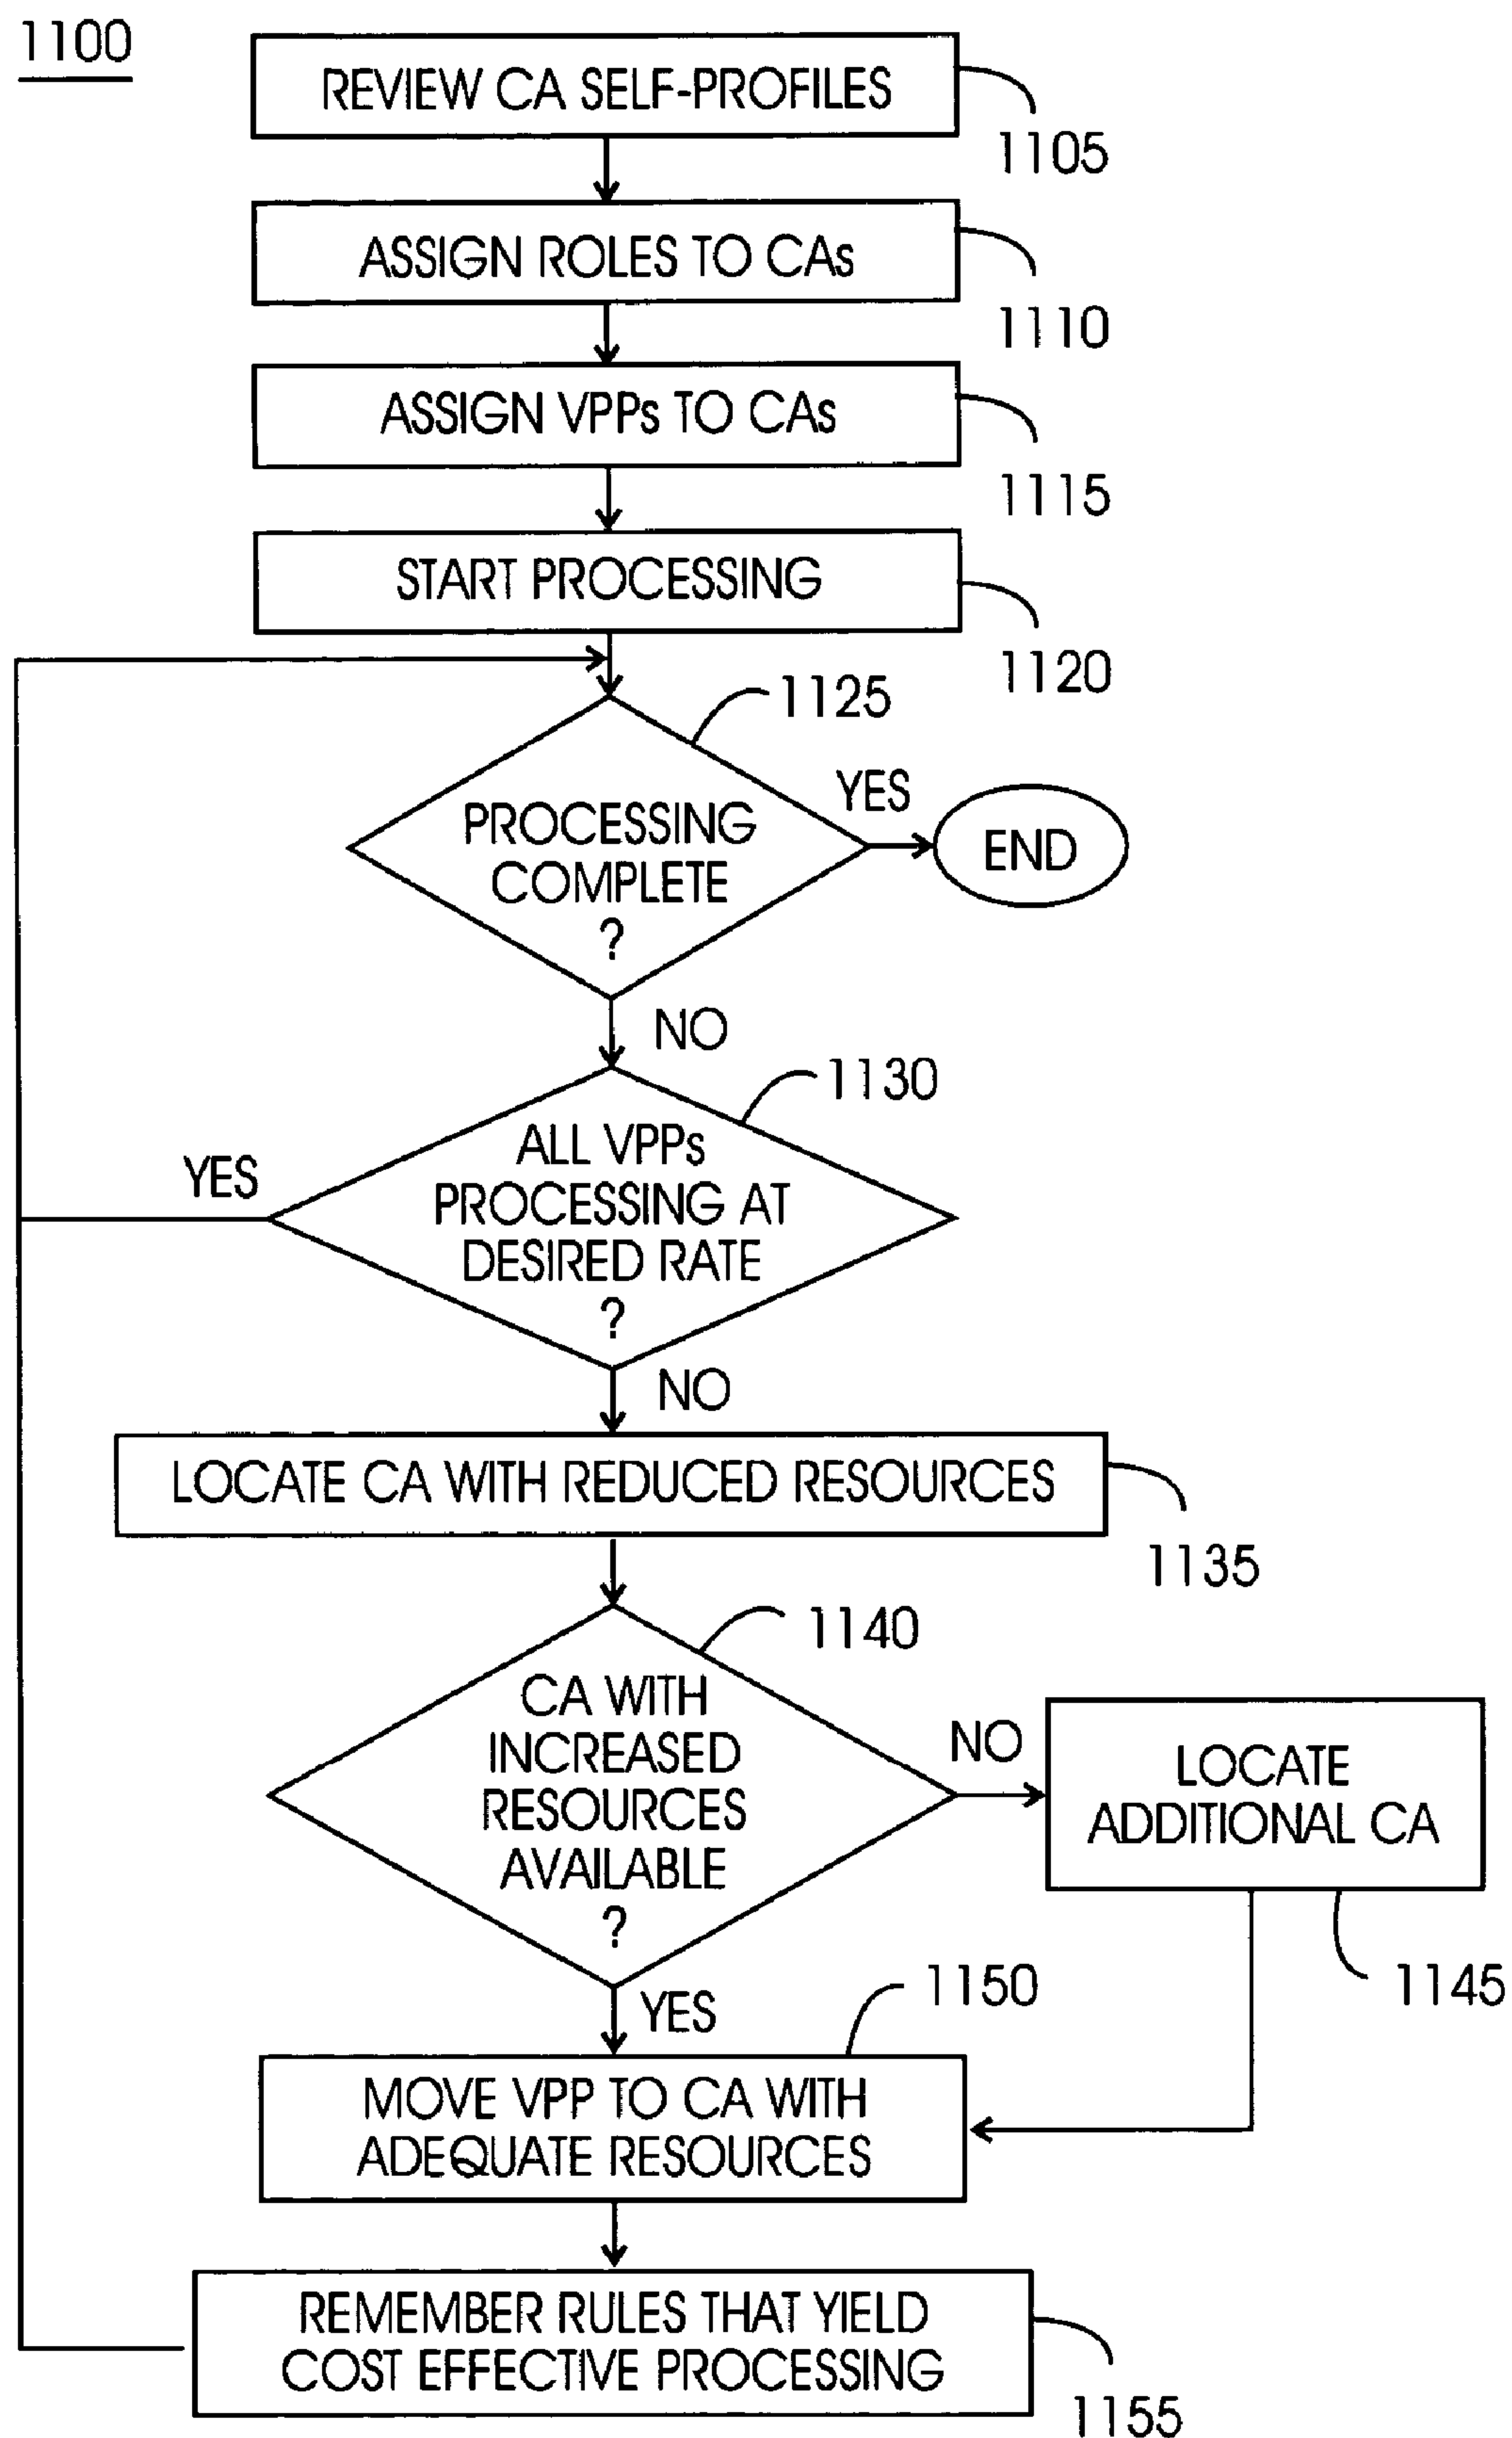 1100
REVIEW CA SELF-PROFILES
1105
ASSIGN ROLES TO CAs
1110
ASSIGN VPPs TO CAs
1115
START PROCESSING
1120
1125
PROCESSING
COMPLETE
?
YES
END
NO
1130
ALL VPPs
PROCESSING AT
DESIRED RATE
?
YES
NO
LOCATE CA WITH REDUCED RESOURCES
1135
1140
CA WITH
INCREASED
RESOURCES
AVAILABLE
?
NO
LOCATE
ADDITIONAL CA
1145
YES
1150
MOVE VPP TO CA WITH
ADEQUATE RESOURCES
REMEMBER RULES THAT YIELD
COST EFFECTIVE PROCESSING
1155